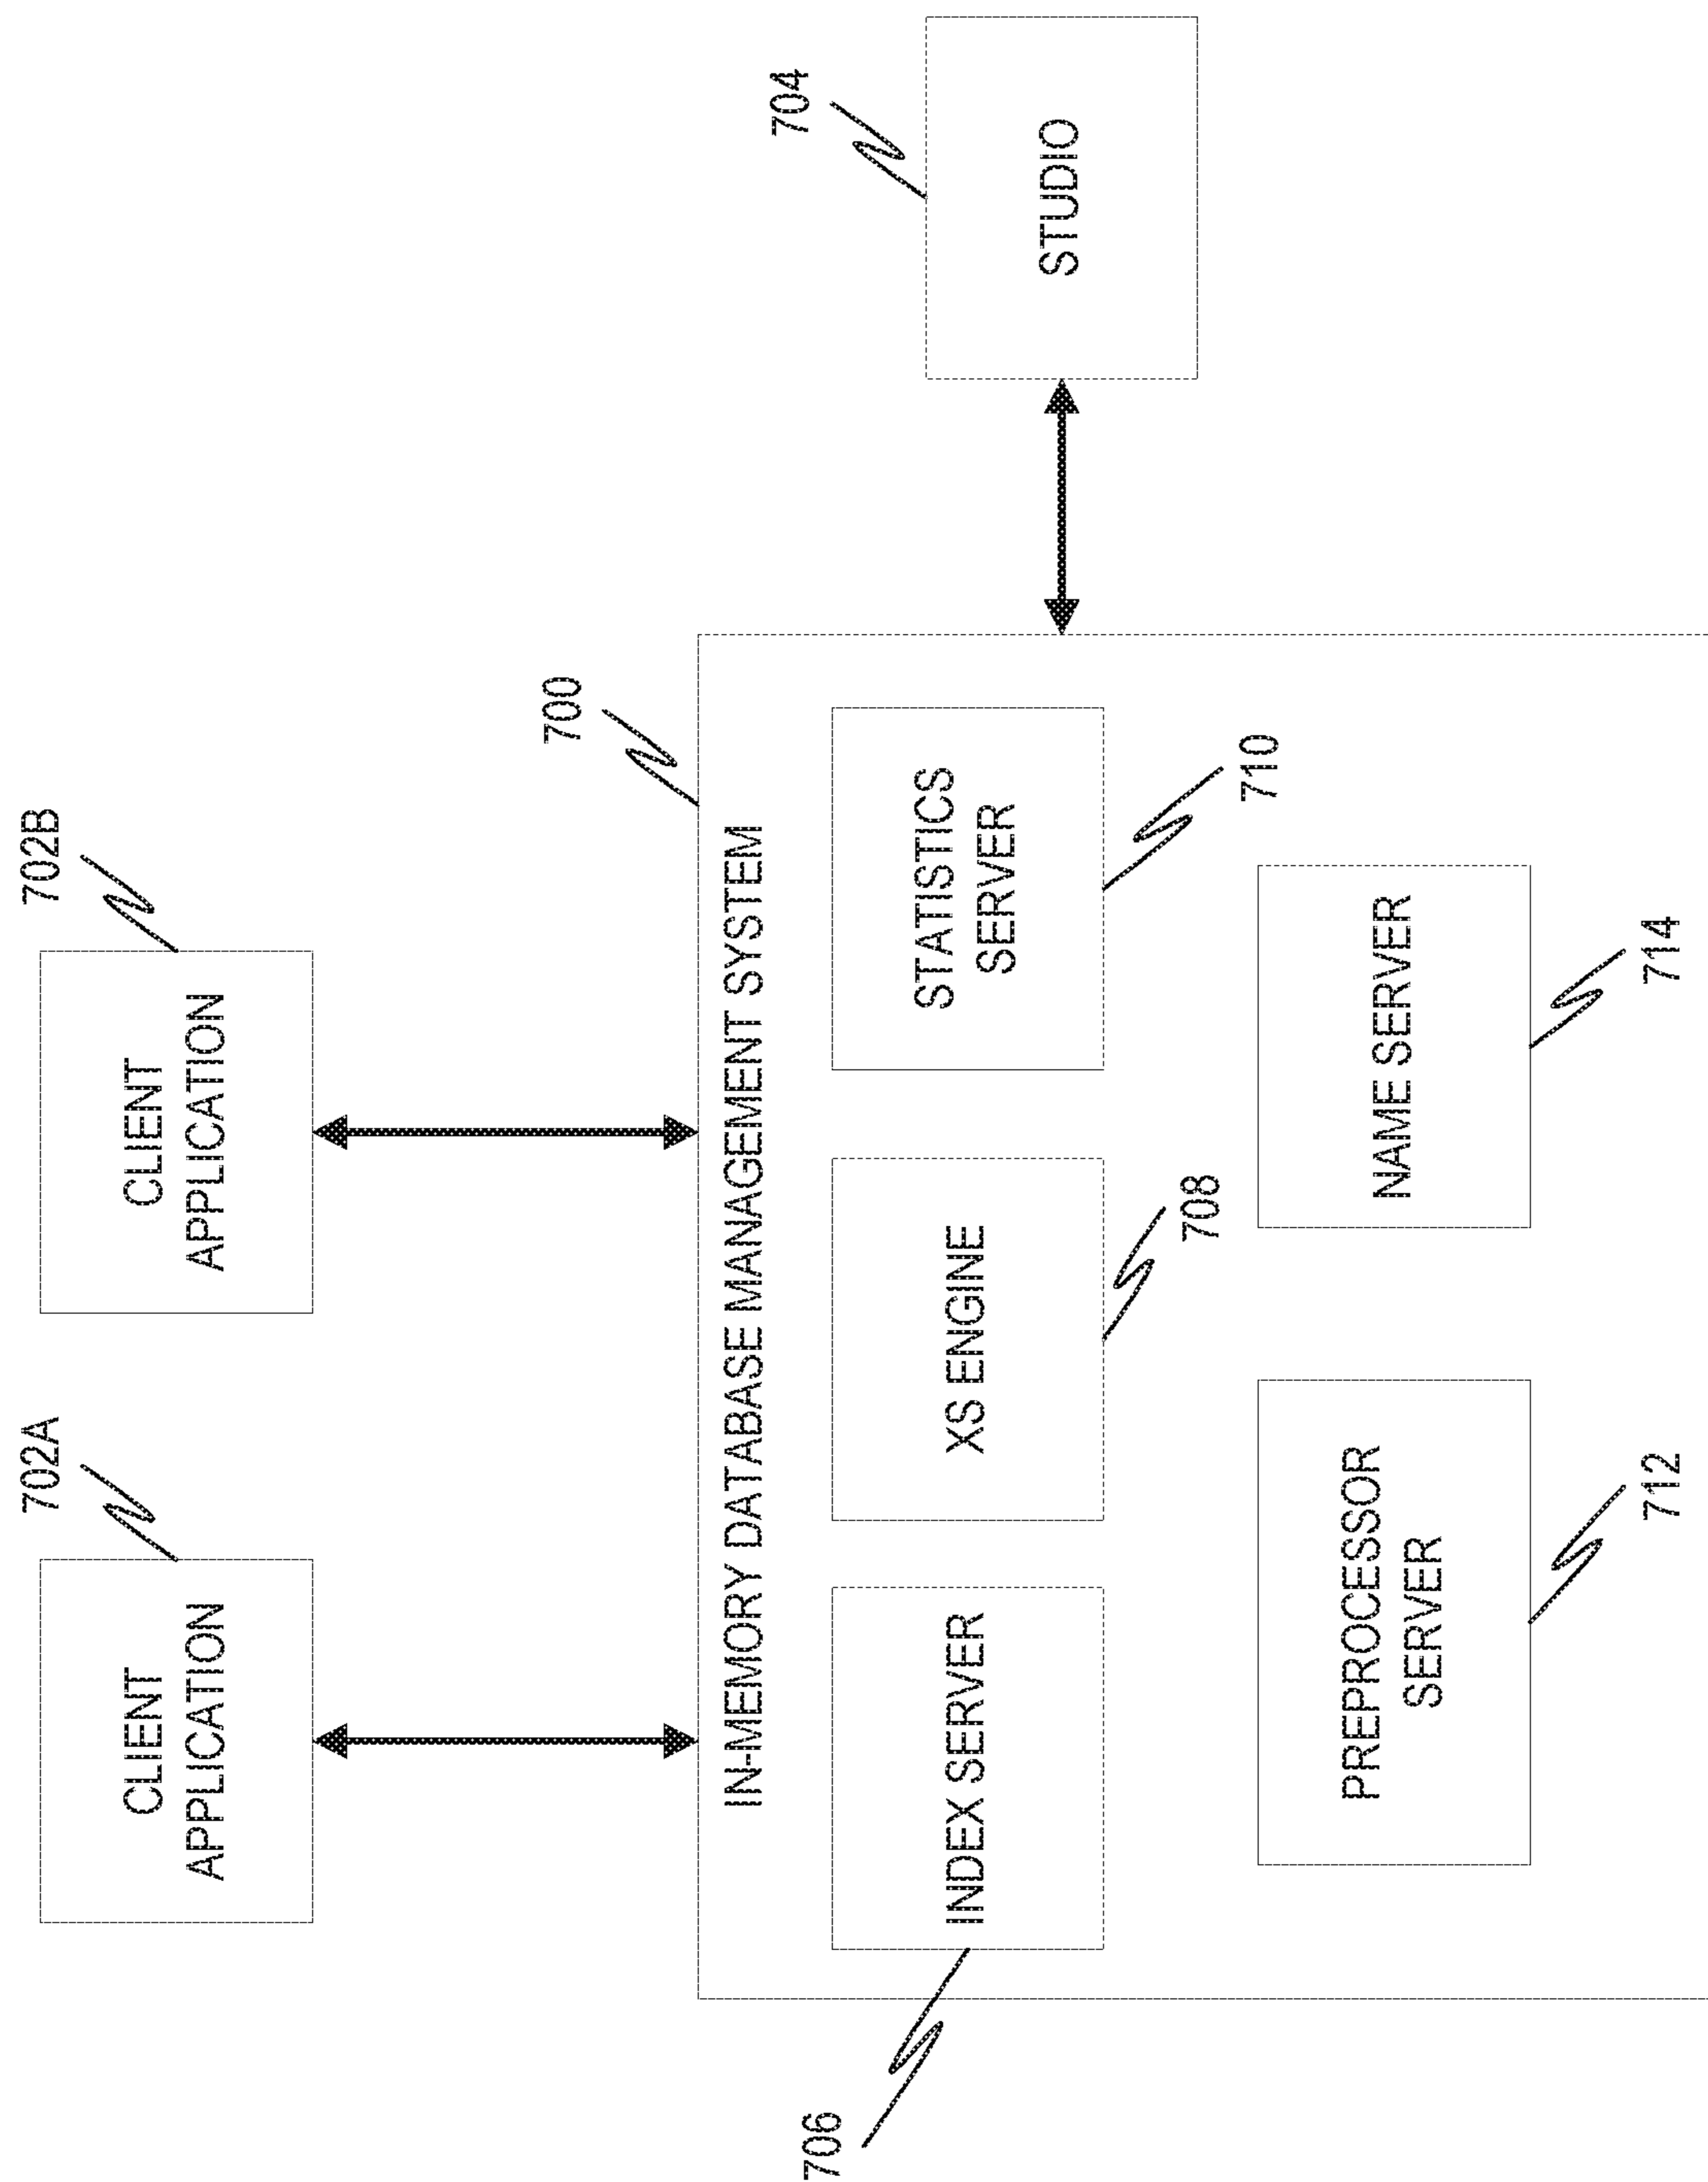 702A
702B
CLIENT
APPLICATION
CLIENT
APPLICATION
700
704
IN-MEMORY DATABASE MANAGEMENT SYSTEM
STUDIO
706
INDEX SERVER
XS ENGINE
STATISTICS
SERVER
708
710
PREPROCESSOR
SERVER
NAME SERVER
712
714